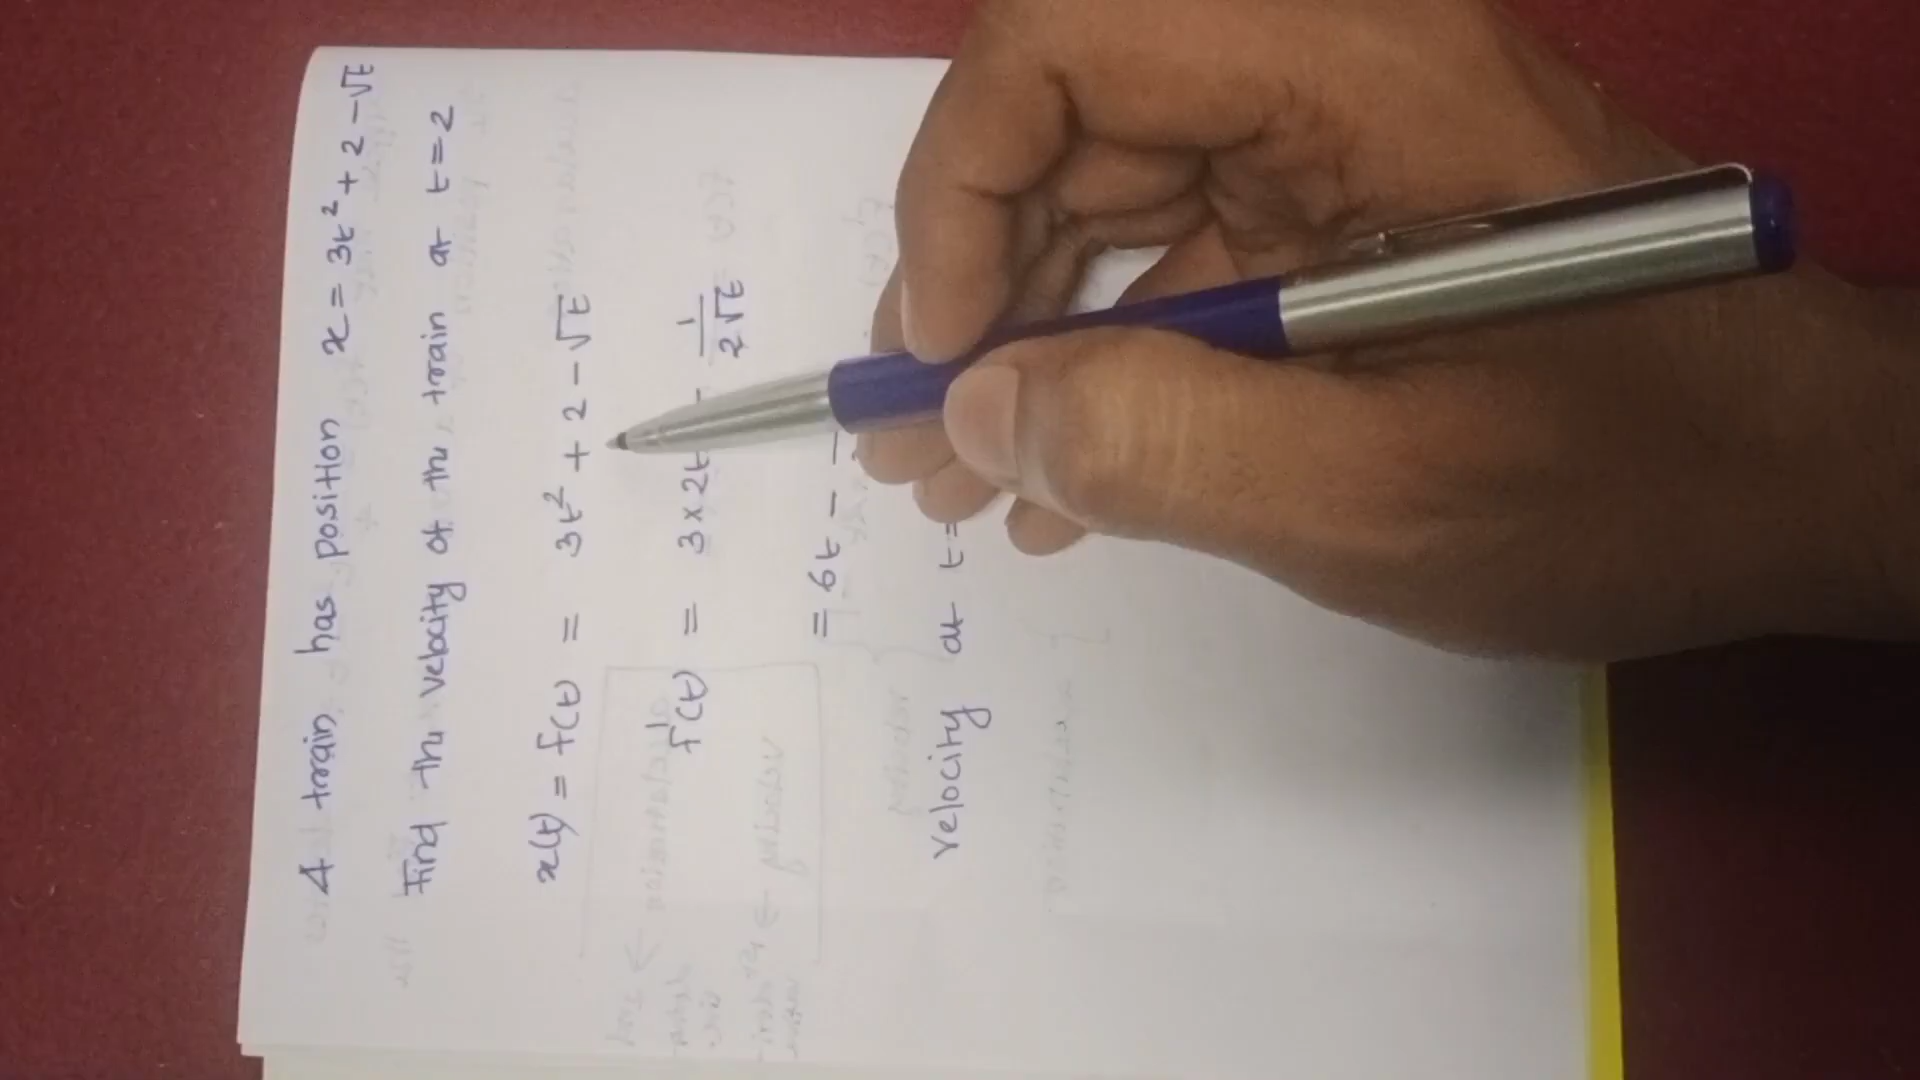 A train has position x = 3t² + 2 - √t
Find the velocity of the train at t = 2
x(t) = f(t) = 3t² + 2 - √t
f'(t) = 3 x 2t - 1/2√t
= 6t -
velocity at t =